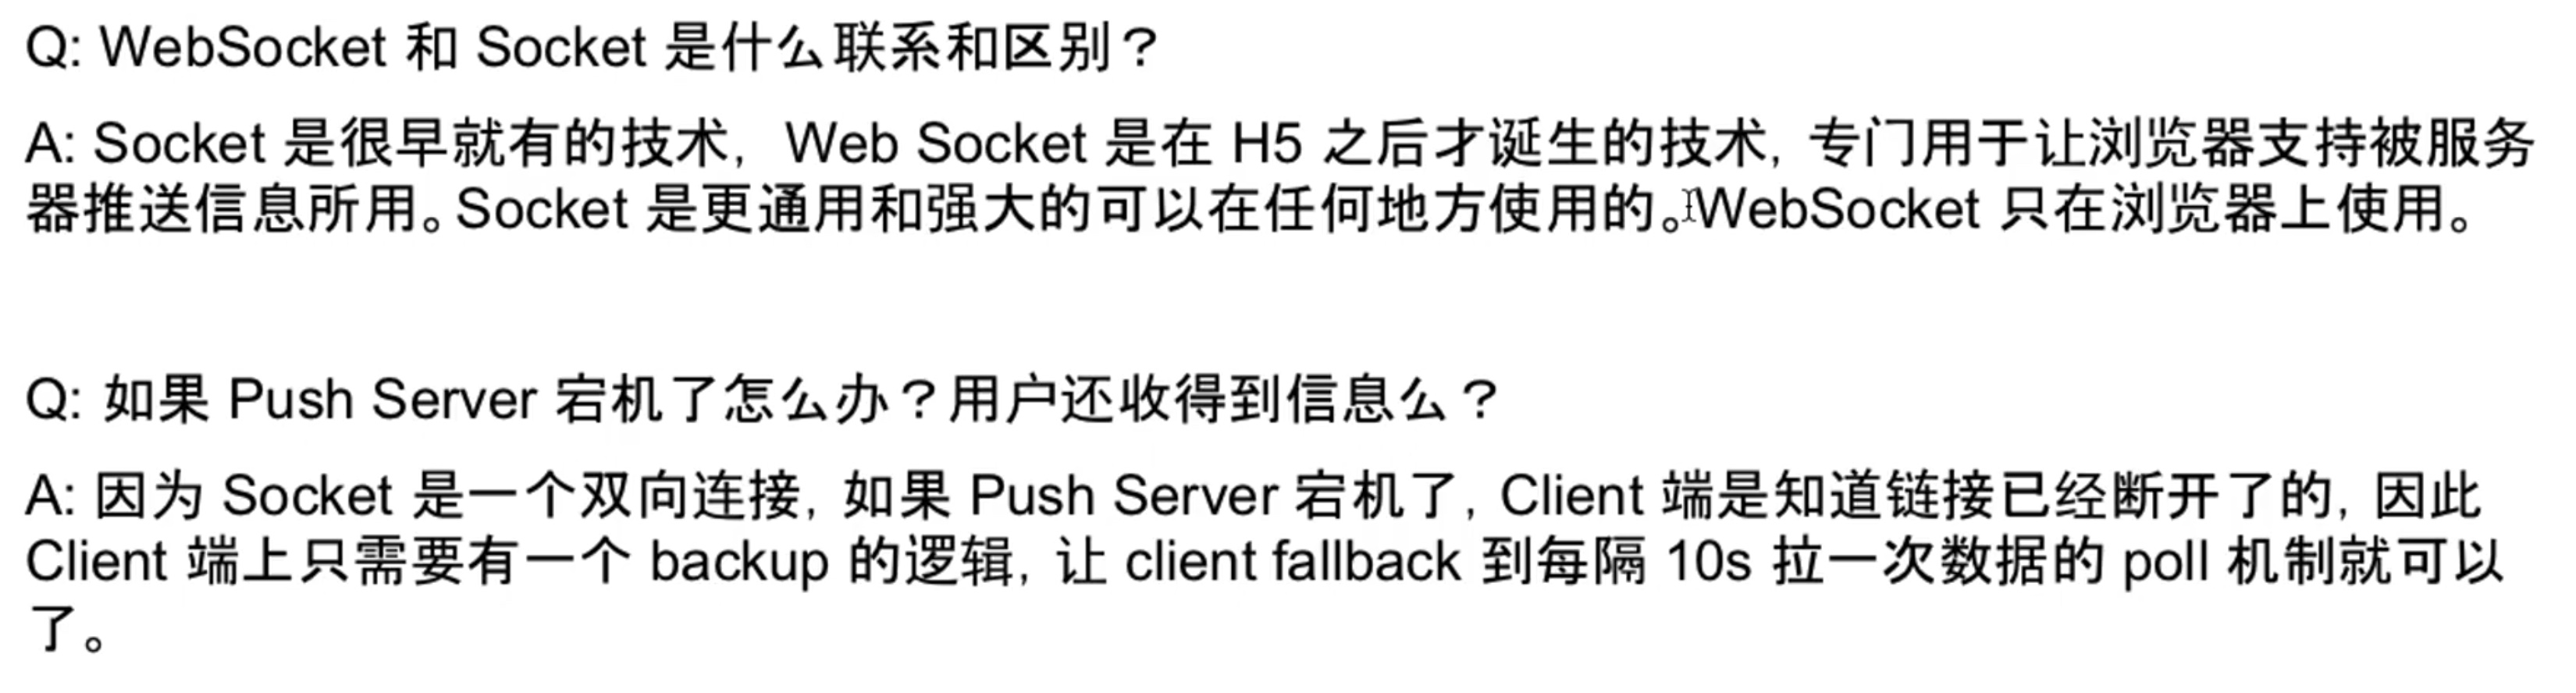 Q: WebSocket 和 Socket 是什么联系和区别？
A: Socket 是很早就有的技术，Web Socket 是在 H5 之后才诞生的技术, 专门用于让浏览器支持被服务
器推送信息所用。Socket 是更通用和强大的可以在任何地方使用的。WebSocket 只在浏览器上使用。
Q: 如果 Push Server 宕机了怎么办？用户还收得到信息么？
A: 因为 Socket 是一个双向连接, 如果 Push Server 宕机了, Client 端是知道链接已经断开了的, 因此
Client 端上只需要有一个 backup 的逻辑, 让 client fallback 到每隔 10s 拉一次数据的 poll 机制就可以
了。